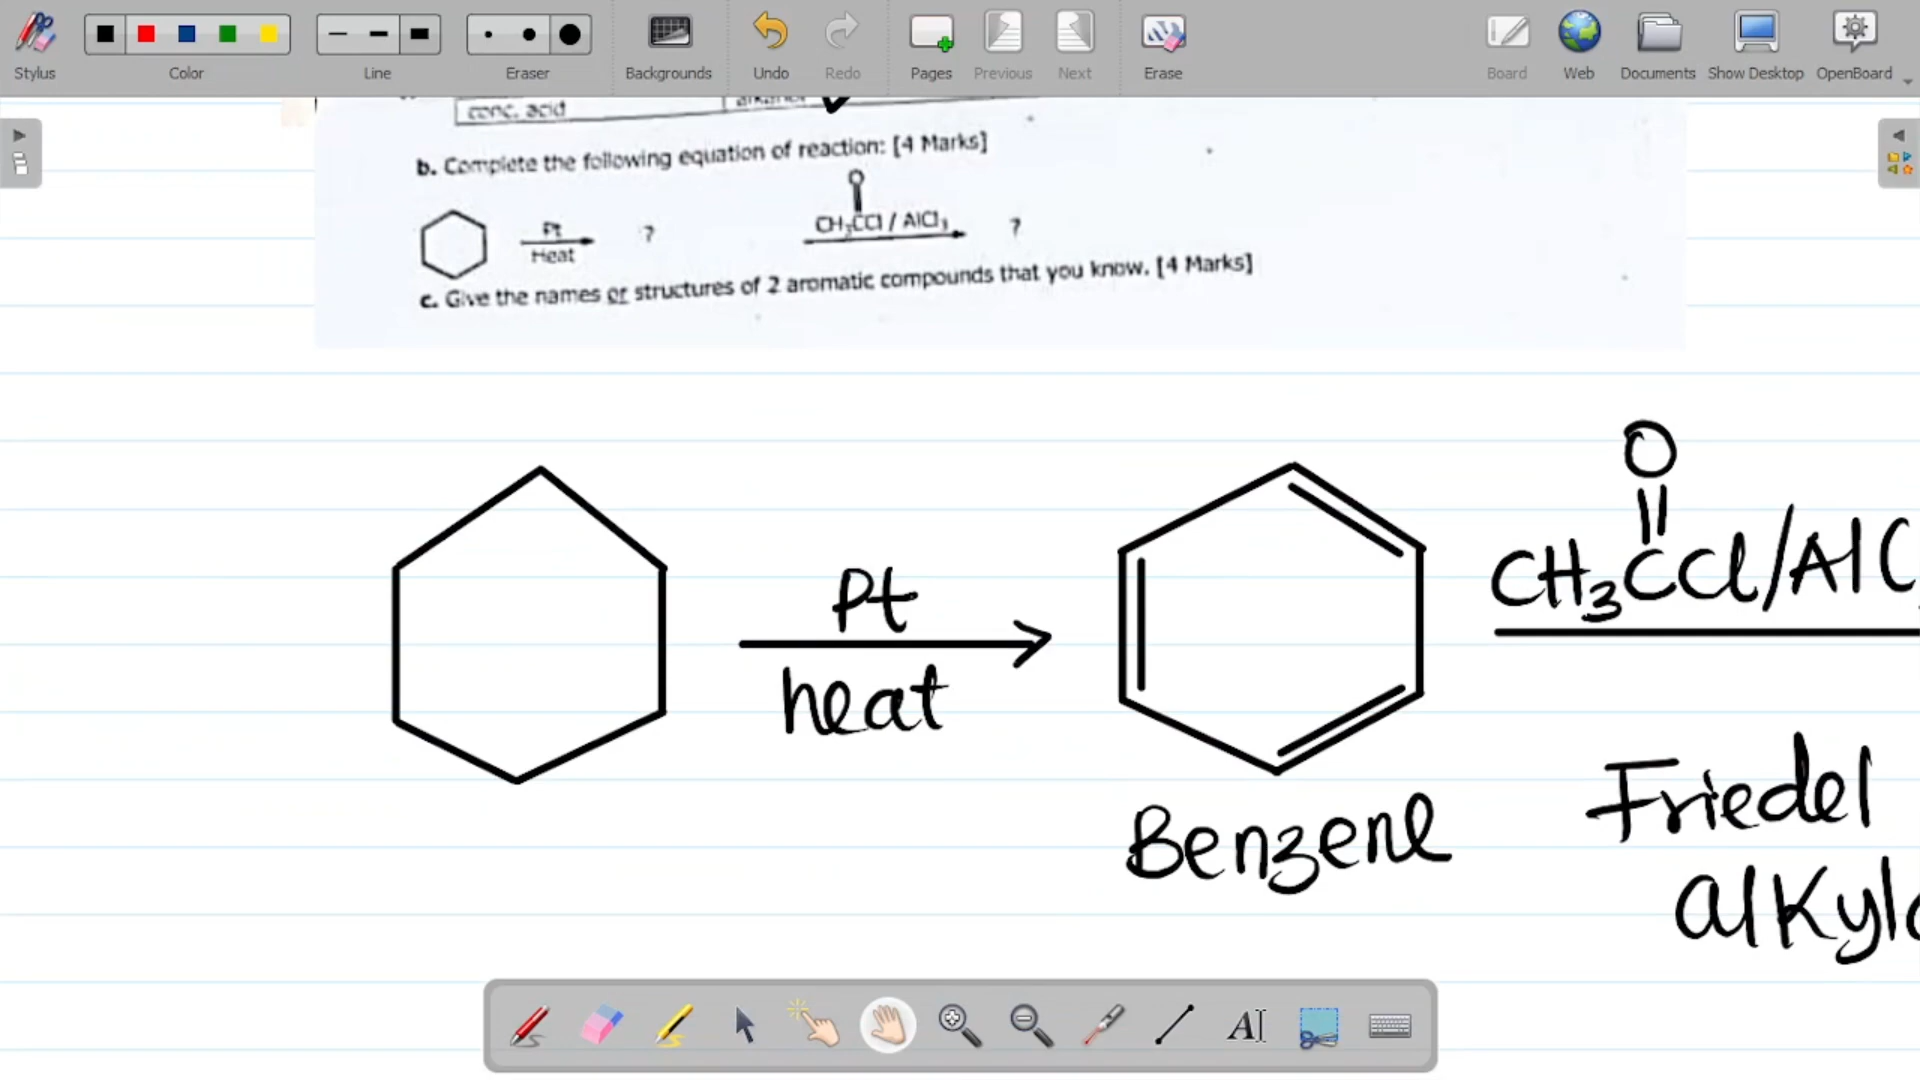 Stylus
Color
Line
Eraser
Backgrounds
Undo
Redo
Pages
Previous
Next
Erase
Board
Web
Documents
Show Desktop
OpenBoard
conc. acid
alkanol
b. Complete the following equation of reaction: [4 Marks]
O
Pt
Heat
?
CH3CCl / AlCl3
?
c. Give the names or structures of 2 aromatic compounds that you know. [4 Marks]
O
CH3CCl/AlC
Pt
heat
Benzene
Friedel
alkyl
AI